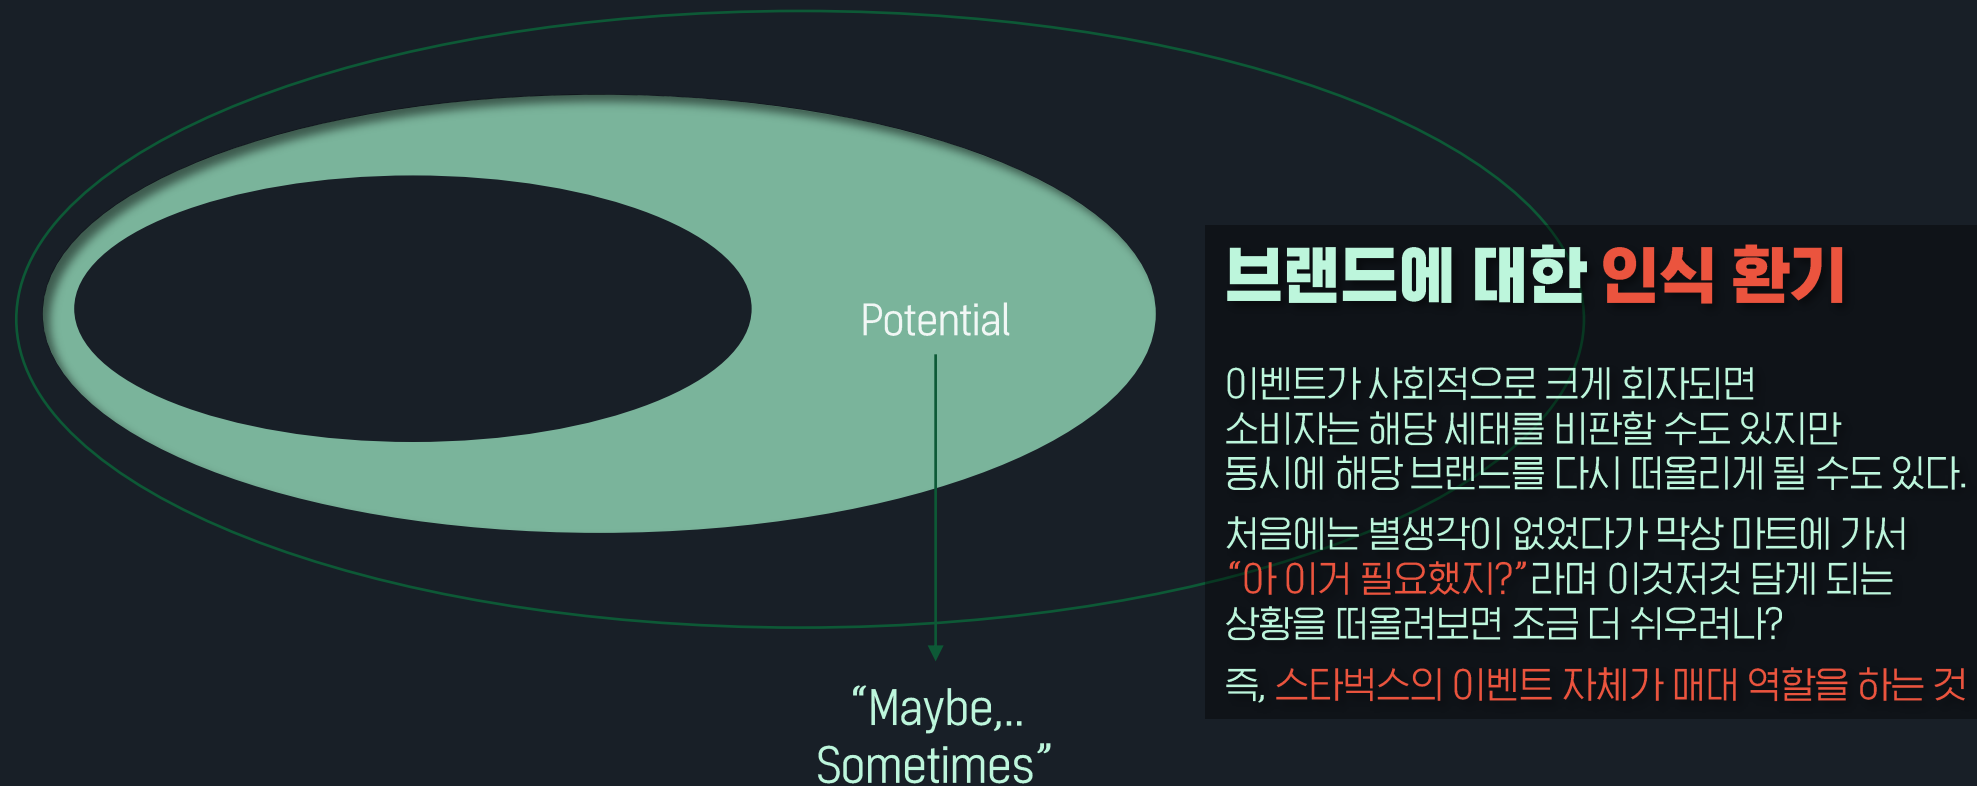 Potential
“Maybe,..
Sometimes”
브랜드에 대한 인식 환기
이벤트가 사회적으로 크게 회자되면
소비자는 해당 세태를 비판할 수도 있지만
동시에 해당 브랜드를 다시 떠올리게 될 수도 있다.
처음에는 별생각이 없었다가 막상 마트에 가서
“아 이거 필요했지?”라며 이것저것 담게 되는
상황을 떠올려보면 조금 더 쉬우려나?
즉, 스타벅스의 이벤트 자체가 매대 역할을 하는 것